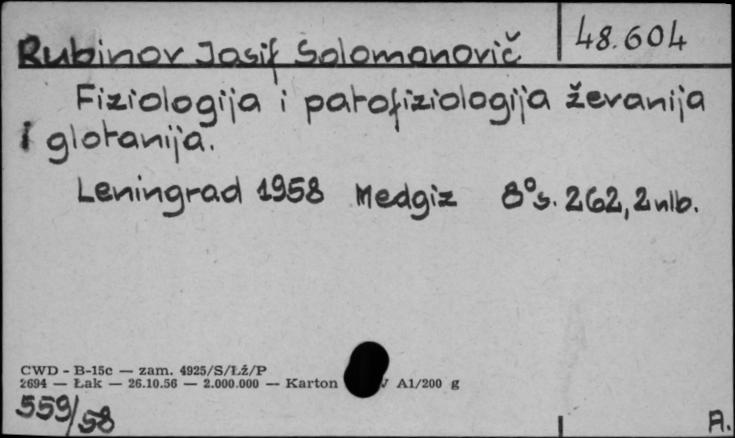 48.604
Rubinov Josif Solomonovič
Fiziologija i patofiziologija ževanija
i glotanija.
Leningrad 1958 Medgiz 8° s. 262, 2 nlb.
CWD - B-15c — zam. 4925/S/Łż/P
2694 — Łak — 26.10.56 — 2.000.000 — Karton V A1/200 g
559/58
A.